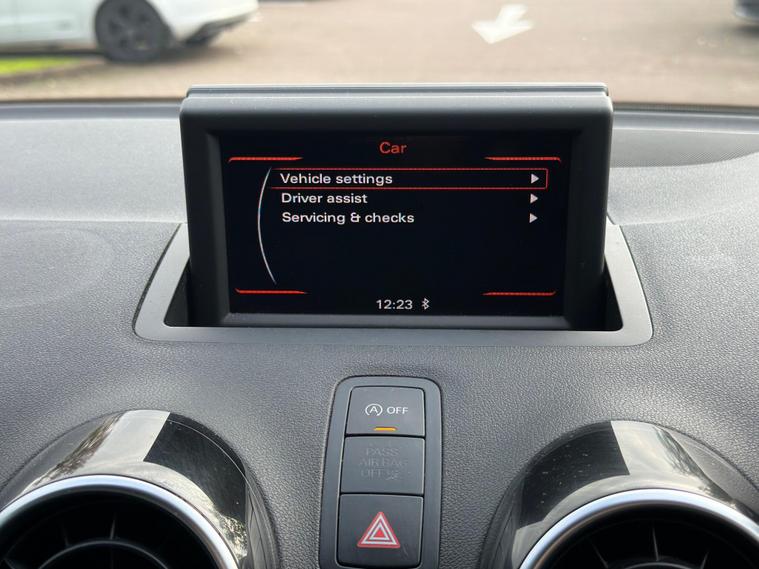 Car
Vehicle settings
Driver assist
Servicing & checks
12:23
A OFF
PASS
AIR BAG
OFF